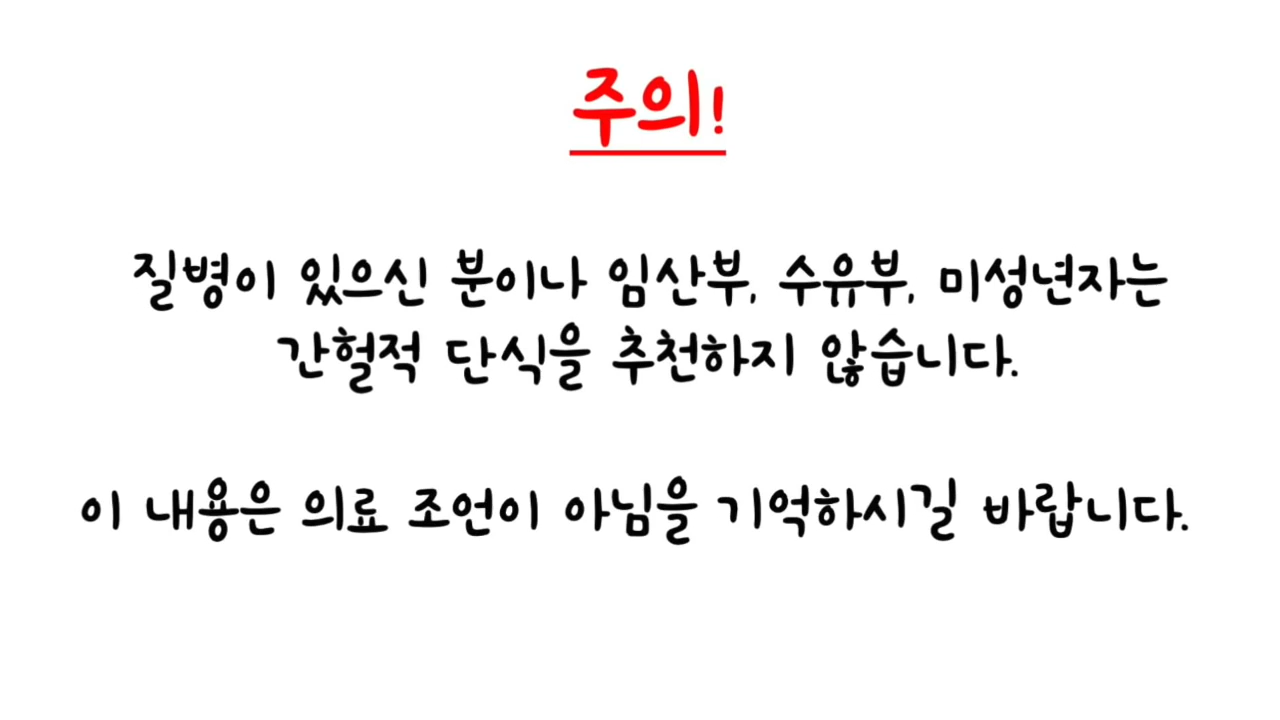 주의!
질병이 있으신 분이나 임산부, 수유부, 미성년자는
간헐적 단식을 추천하지 않습니다.
이 내용은 의료 조언이 아님을 기억하시길 바랍니다.